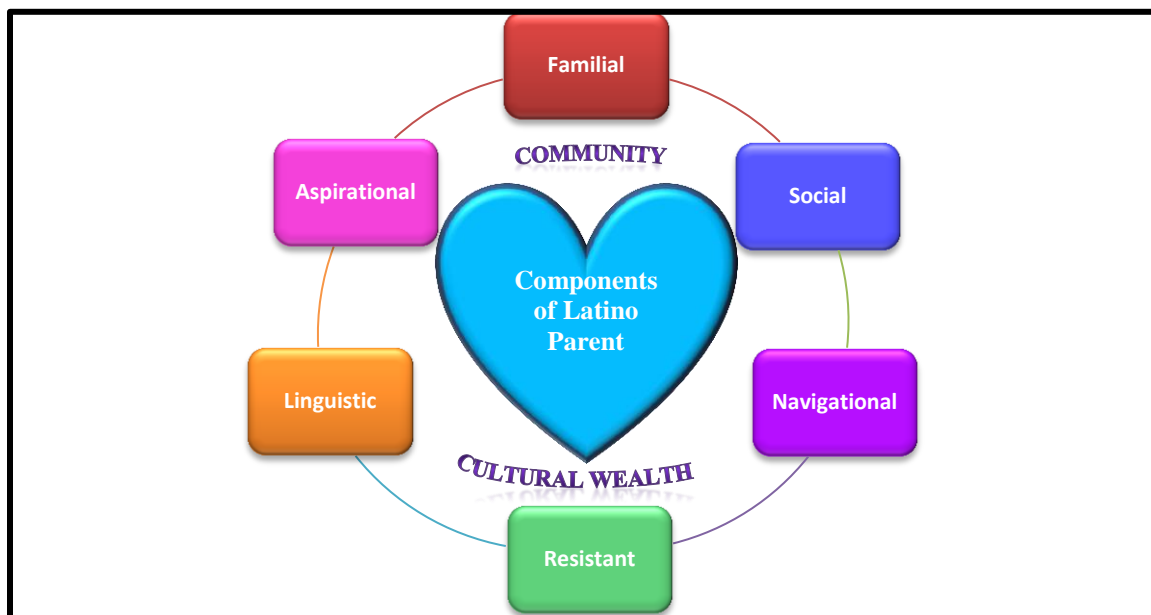 Familial
COMMUNITY
Aspirational
Social
Components
of Latino
Parent
Linguistic
Navigational
CULTURAL WEALTH
Resistant